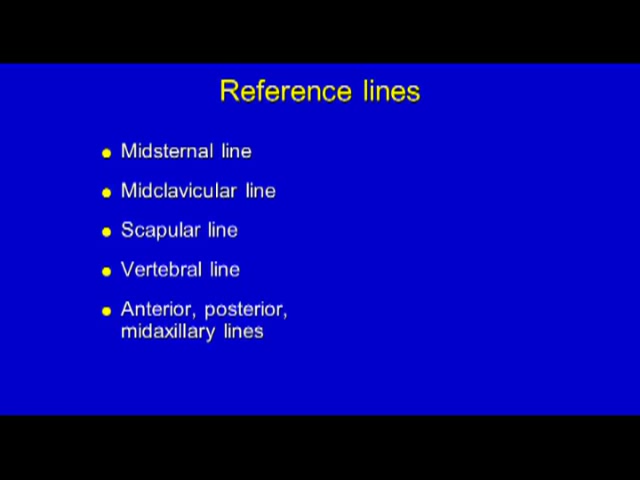 Reference lines
Midsternal line
Midclavicular line
Scapular line
Vertebral line
Anterior, posterior,
midaxillary lines